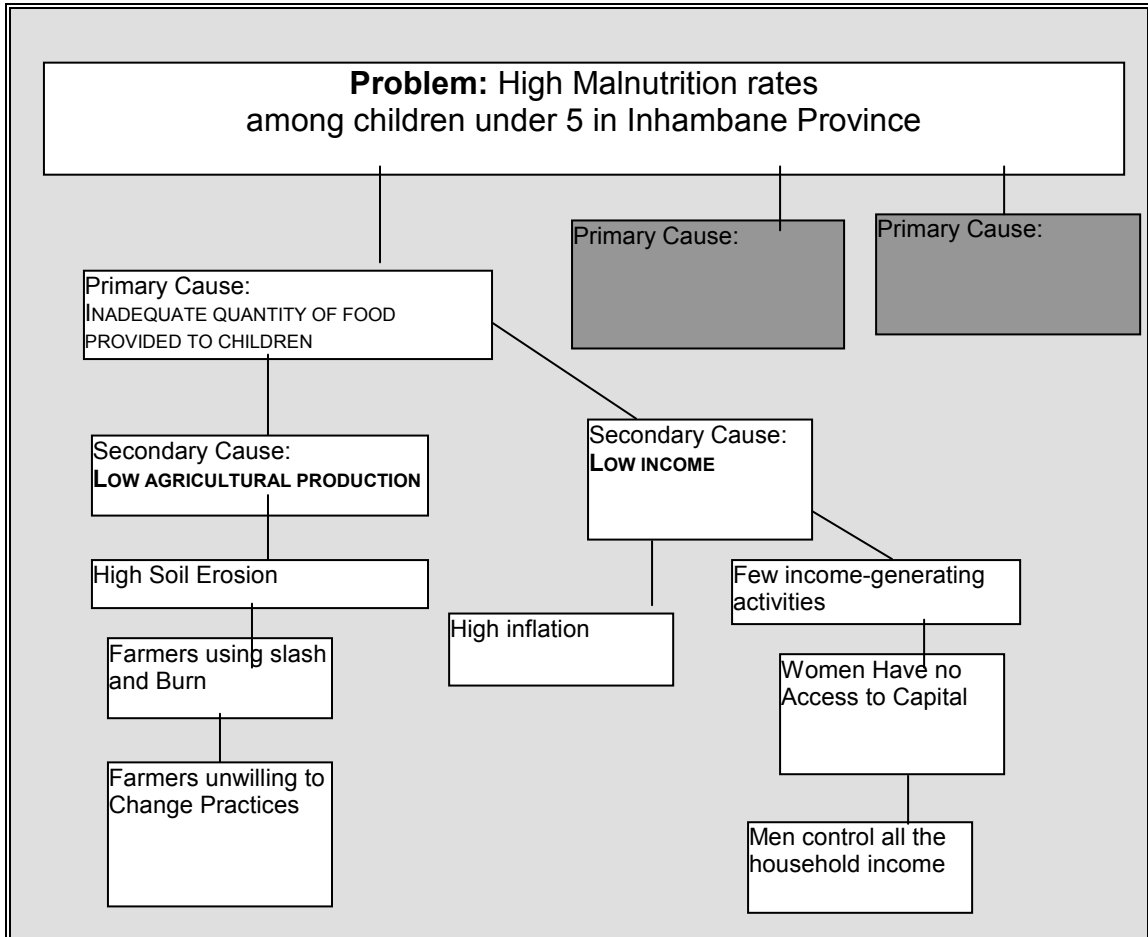 Problem: High Malnutrition rates
among children under 5 in Inhambane Province
Primary Cause:
Primary Cause:
Primary Cause:
INADEQUATE QUANTITY OF FOOD
PROVIDED TO CHILDREN
Secondary Cause:
LOW AGRICULTURAL PRODUCTION
Secondary Cause:
LOW INCOME
High Soil Erosion
Few income-generating
activities
High inflation
Farmers using slash
and Burn
Women Have no
Access to Capital
Farmers unwilling to
Change Practices
Men control all the
household income